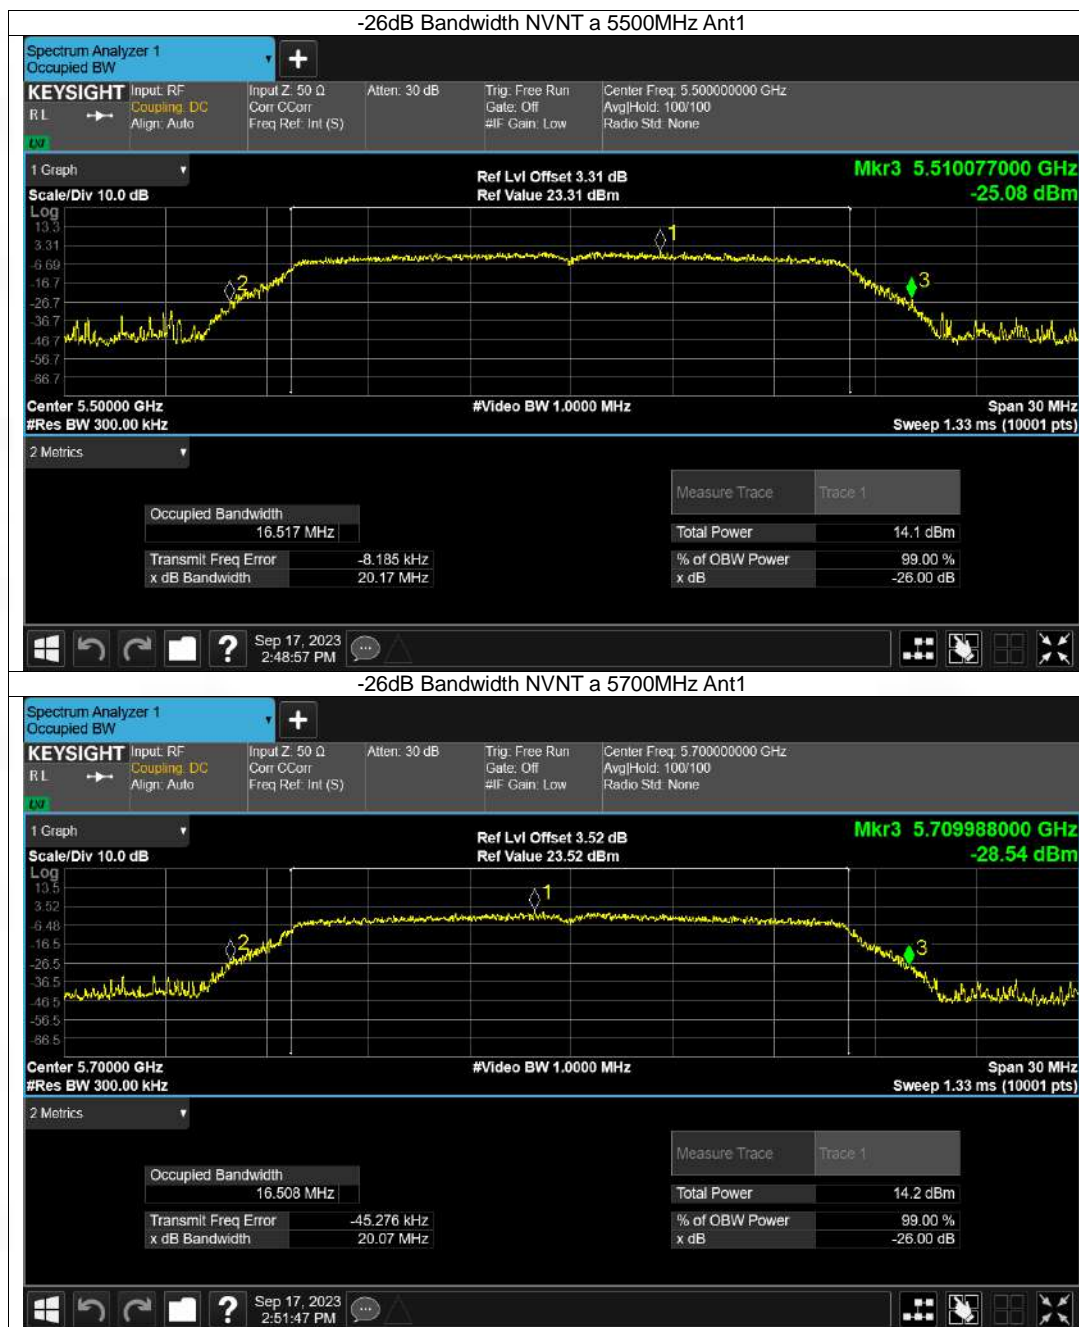 -26dB Bandwidth NVNT a 5500MHz Ant1
Spectrum Analyzer 1
Occupied BW
KEYSIGHT Input: RF Input Z: 50 Ω Atten: 30 dB Trig: Free Run Center Freq: 5.500000000 GHz
RL Coupling: DC Corr CCorr Gate: Off Avg|Hold: 100/100
Align: Auto Freq Ref: Int (S) #IF Gain: Low Radio Std: None
LXI
1 Graph Ref Lvl Offset 3.31 dB Mkr3 5.510077000 GHz
Scale/Div 10.0 dB Ref Value 23.31 dBm -25.08 dBm
Log
13.3
3.31 1
-6.69
-16.7 2 3
-26.7
-36.7
-46.7
-56.7
-66.7
Center 5.50000 GHz #Video BW 1.0000 MHz Span 30 MHz
#Res BW 300.00 kHz Sweep 1.33 ms (10001 pts)
2 Metrics
Measure Trace Trace 1
Occupied Bandwidth
16.517 MHz Total Power 14.1 dBm
Transmit Freq Error -8.185 kHz % of OBW Power 99.00 %
x dB Bandwidth 20.17 MHz x dB -26.00 dB
? Sep 17, 2023
2:48:57 PM
-26dB Bandwidth NVNT a 5700MHz Ant1
Spectrum Analyzer 1
Occupied BW
KEYSIGHT Input: RF Input Z: 50 Ω Atten: 30 dB Trig: Free Run Center Freq: 5.700000000 GHz
RL Coupling: DC Corr CCorr Gate: Off Avg|Hold: 100/100
Align: Auto Freq Ref: Int (S) #IF Gain: Low Radio Std: None
LXI
1 Graph Ref Lvl Offset 3.52 dB Mkr3 5.709988000 GHz
Scale/Div 10.0 dB Ref Value 23.52 dBm -28.54 dBm
Log
13.5
3.52 1
-6.48
-16.5 2 3
-26.5
-36.5
-46.5
-56.5
-66.5
Center 5.70000 GHz #Video BW 1.0000 MHz Span 30 MHz
#Res BW 300.00 kHz Sweep 1.33 ms (10001 pts)
2 Metrics
Measure Trace Trace 1
Occupied Bandwidth
16.508 MHz Total Power 14.2 dBm
Transmit Freq Error -45.276 kHz % of OBW Power 99.00 %
x dB Bandwidth 20.07 MHz x dB -26.00 dB
? Sep 17, 2023
2:51:47 PM